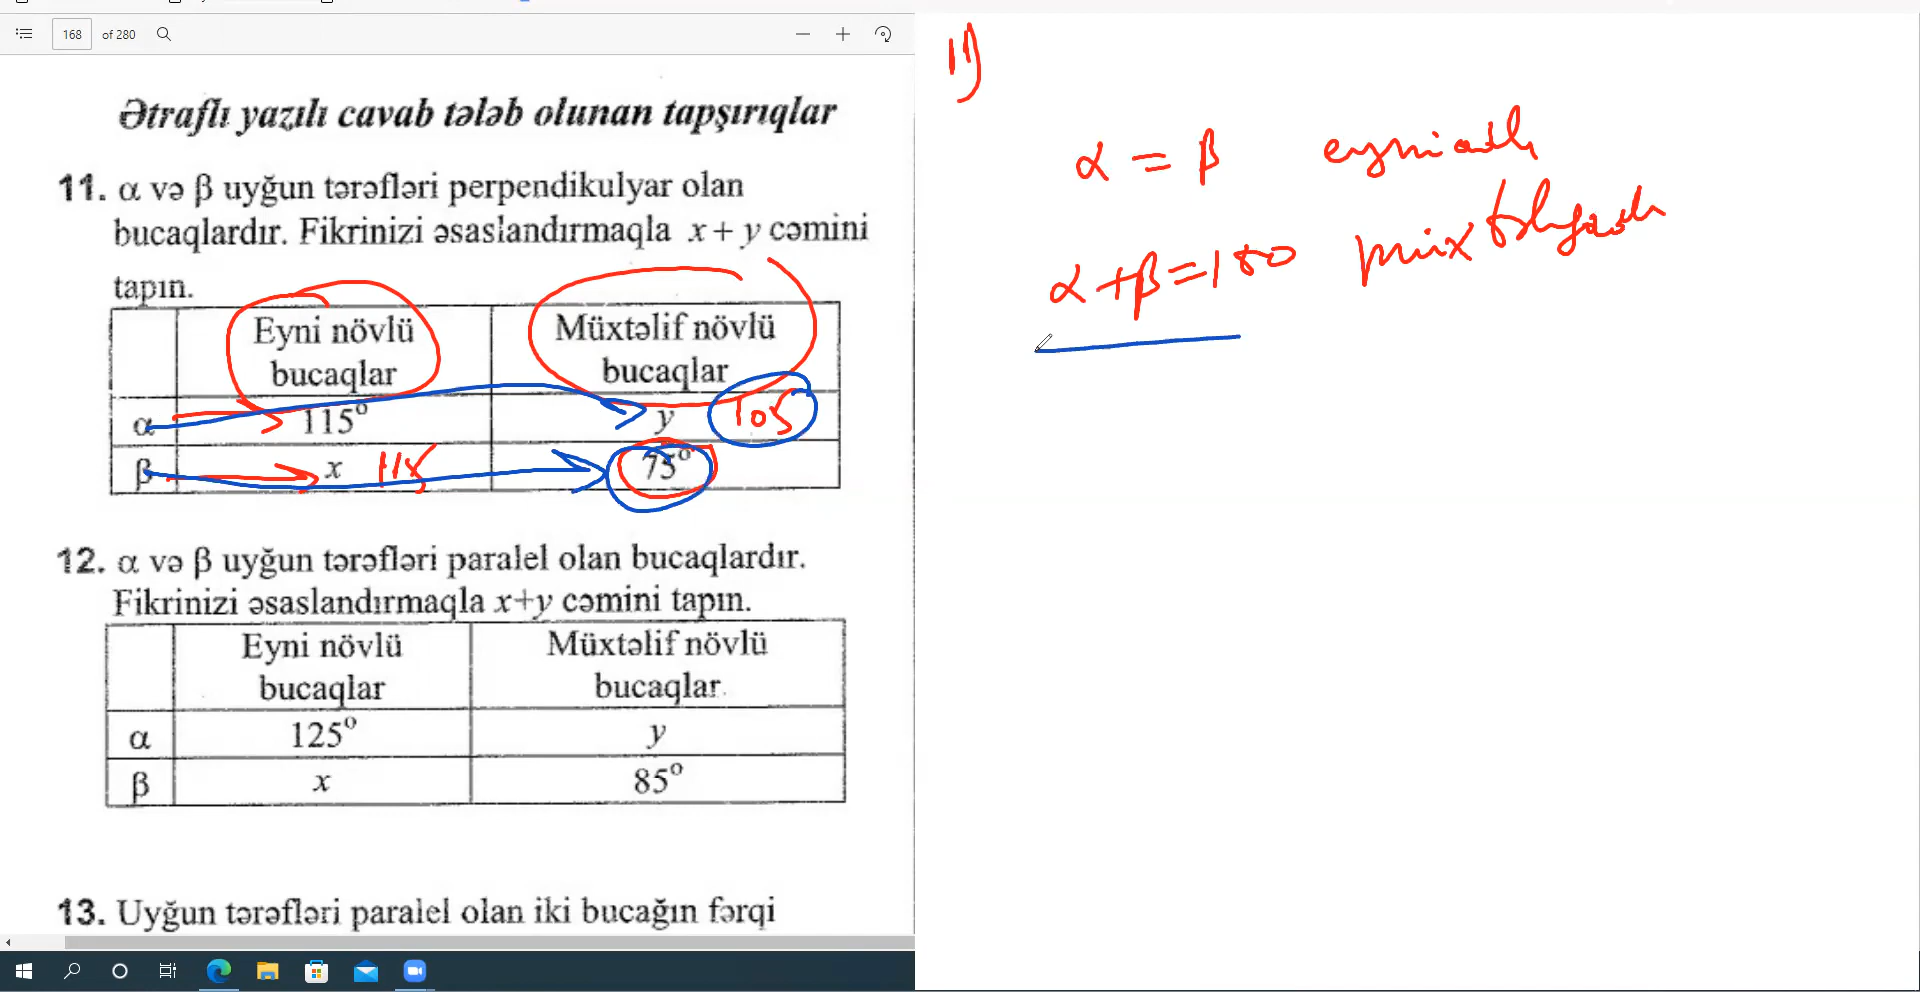 168 of 280
Ətraflı yazılı cavab tələb olunan tapşırıqlar
11. α və β uyğun tərəfləri perpendikulyar olan
bucaqlardır. Fikrinizi əsaslandırmaqla x + y cəmini
tapın.
Eyni növlü bucaqlar Müxtəlif növlü bucaqlar
α 115° y 105
β x 115 75°
12. α və β uyğun tərəfləri paralel olan bucaqlardır.
Fikrinizi əsaslandırmaqla x+y cəmini tapın.
Eyni növlü bucaqlar Müxtəlif növlü bucaqlar
α 125° y
β x 85°
13. Uyğun tərəfləri paralel olan iki bucağın fərqi
11)
α = β eyni
α + β = 180